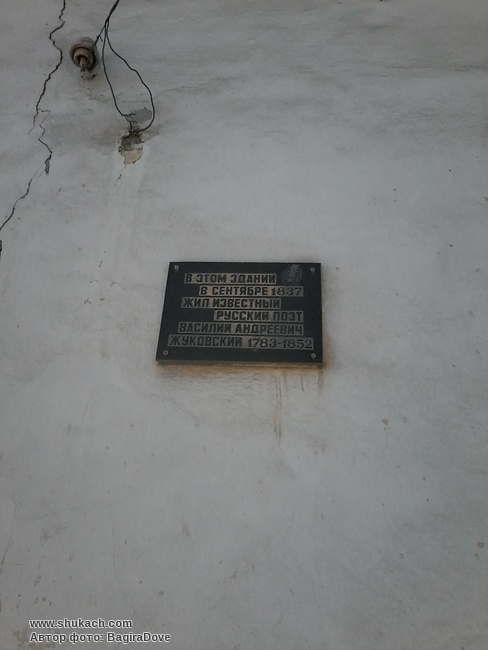 В ЭТОМ ЗДАНИИ
В СЕНТЯБРЕ 1837
ЖИЛ ИЗВЕСТНЫЙ
РУССКИЙ ПОЭТ
ВАСИЛИЙ АНДРЕЕВИЧ
ЖУКОВСКИЙ 1783-1852
www.shukach.com
Автор фото: BagiraDove